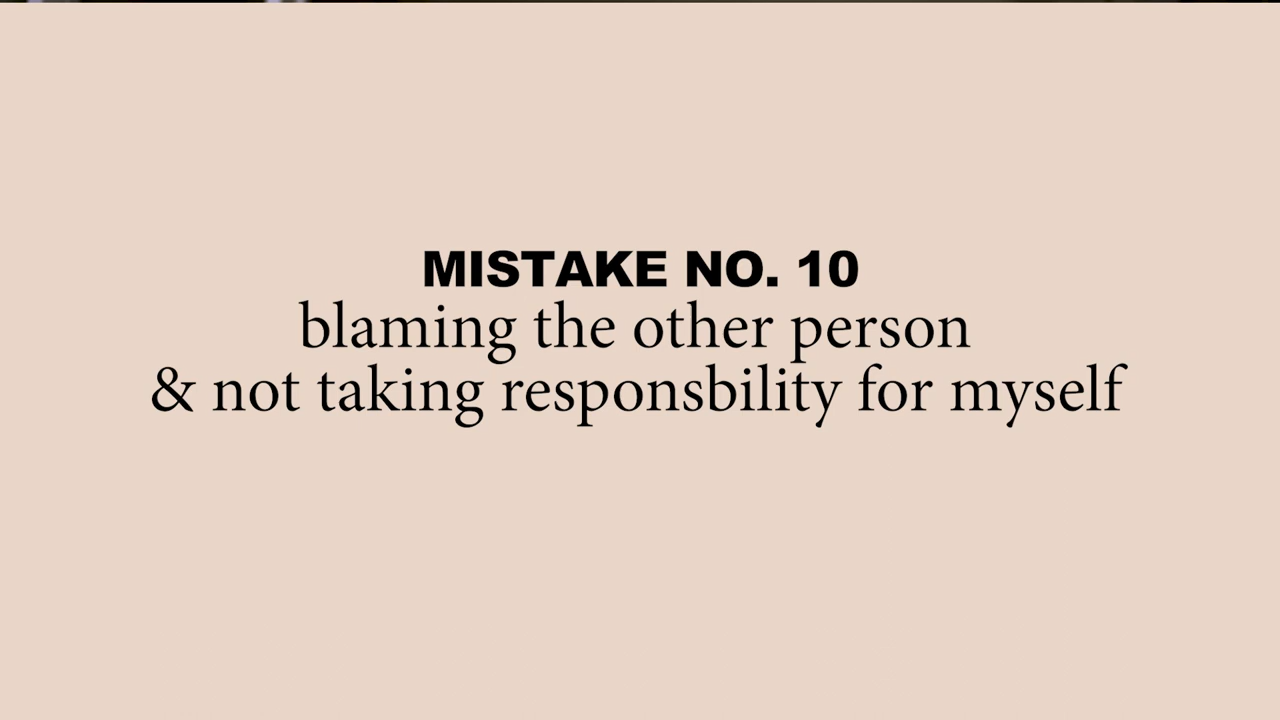 MISTAKE NO. 10
blaming the other person
& not taking responsbility for myself